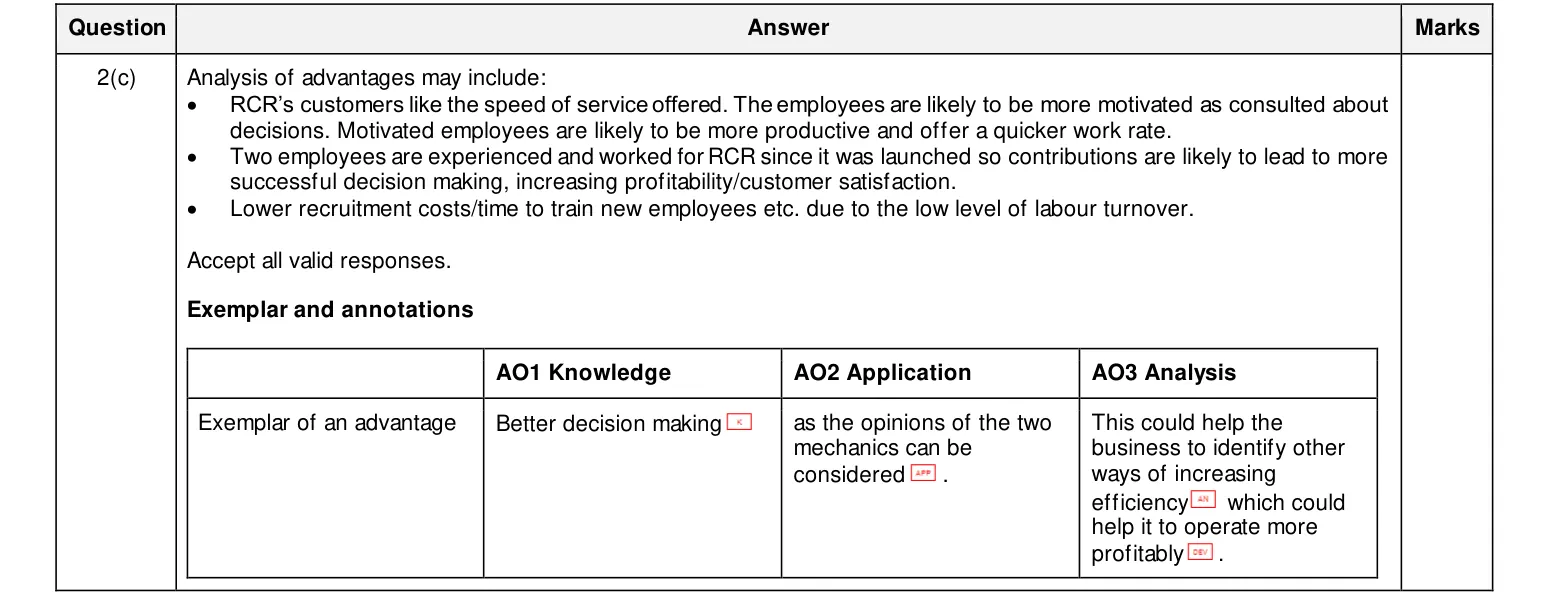 Question Answer Marks
2(c) Analysis of advantages may include:
• RCR’s customers like the speed of service offered. The employees are likely to be more motivated as consulted about
decisions. Motivated employees are likely to be more productive and offer a quicker work rate.
• Two employees are experienced and worked for RCR since it was launched so contributions are likely to lead to more
successful decision making, increasing profitability/customer satisfaction.
• Lower recruitment costs/time to train new employees etc. due to the low level of labour turnover.
Accept all valid responses.
Exemplar and annotations
AO1 Knowledge AO2 Application AO3 Analysis
Exemplar of an advantage
Better decision making K
as the opinions of the two
mechanics can be
considered APP .
This could help the
business to identify other
ways of increasing
efficiency AN which could
help it to operate more
profitably DEV .